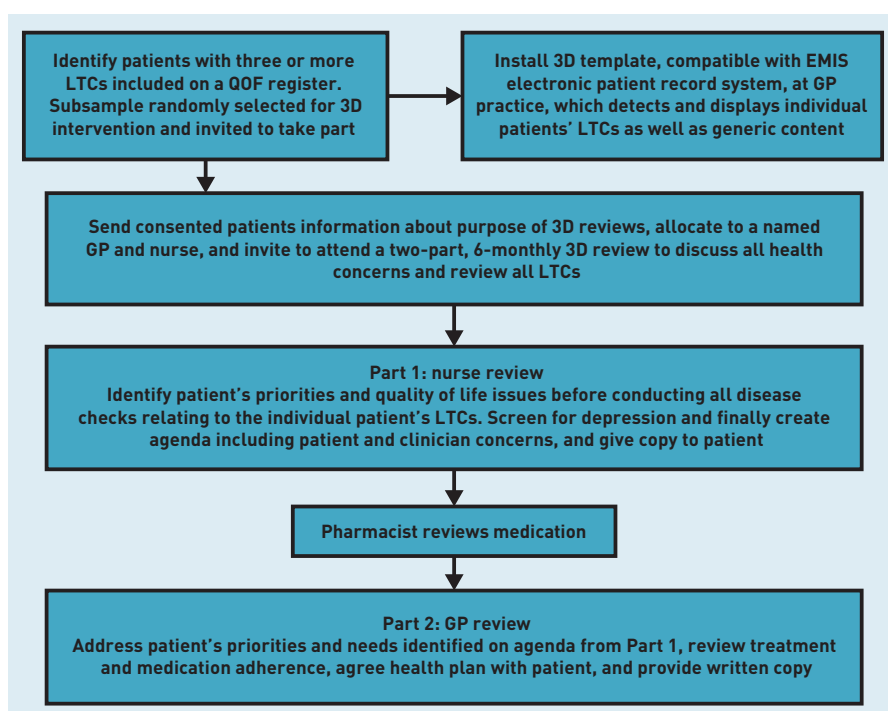 Identify patients with three or more
LTCs included on a QOF register.
Subsample randomly selected for 3D
intervention and invited to take part
Install 3D template, compatible with EMIS
electronic patient record system, at GP
practice, which detects and displays individual
patients’ LTCs as well as generic content
Send consented patients information about purpose of 3D reviews, allocate to a named
GP and nurse, and invite to attend a two-part, 6-monthly 3D review to discuss all health
concerns and review all LTCs
Part 1: nurse review
Identify patient’s priorities and quality of life issues before conducting all disease
checks relating to the individual patient’s LTCs. Screen for depression and finally create
agenda including patient and clinician concerns, and give copy to patient
Pharmacist reviews medication
Part 2: GP review
Address patient’s priorities and needs identified on agenda from Part 1, review treatment
and medication adherence, agree health plan with patient, and provide written copy